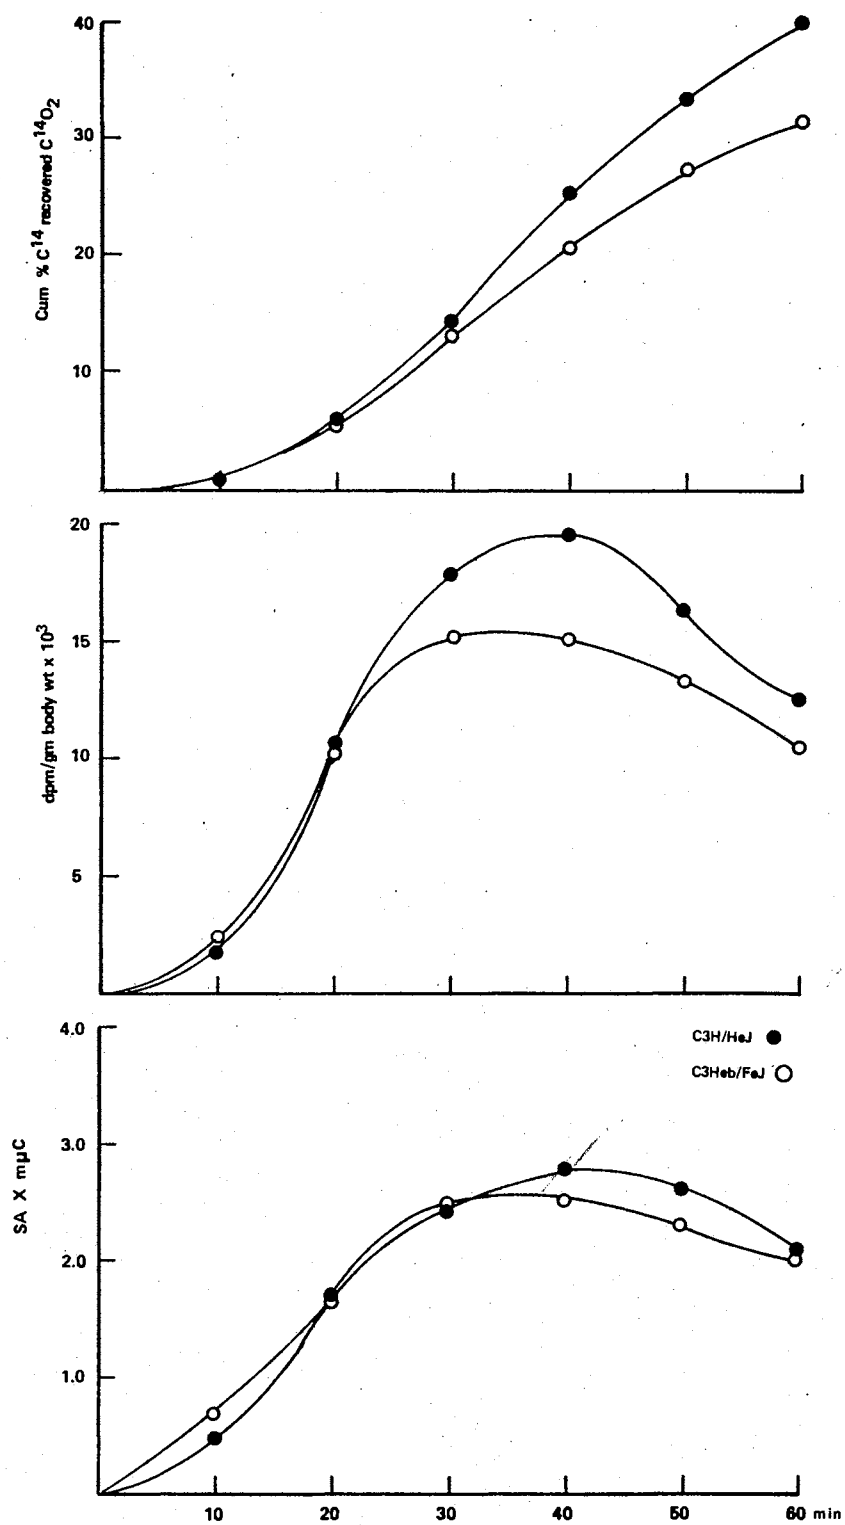 40
30
20
10
Cum % C14 recovered C14O2
20
15
10
5
dpm/gm body wt x 10³
4.0
3.0
2.0
1.0
SA X mμC
C3H/HeJ
C3Heb/FeJ
10 20 30 40 50 60 min